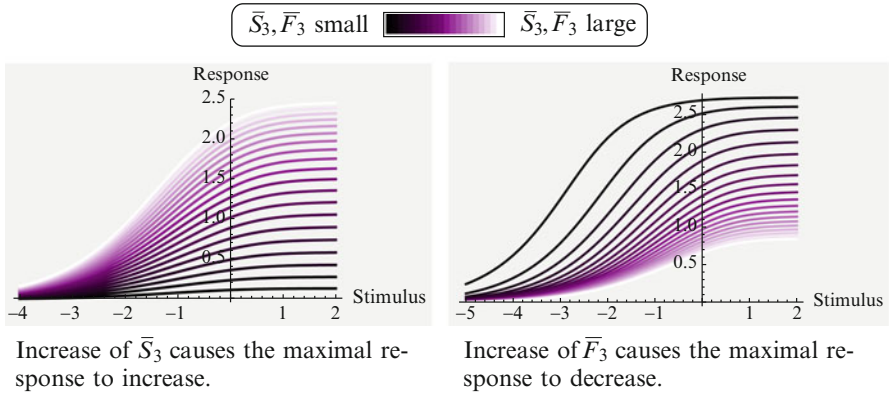 S̅₃, F̅₃ small S̅₃, F̅₃ large
Response
2.5
2.0
1.5
1.0
0.5
−4 −3 −2 −1 1 2 Stimulus
Increase of S̅₃ causes the maximal re-
sponse to increase.
Response
2.5
2.0
1.5
1.0
0.5
−5 −4 −3 −2 −1 1 2 Stimulus
Increase of F̅₃ causes the maximal re-
sponse to decrease.